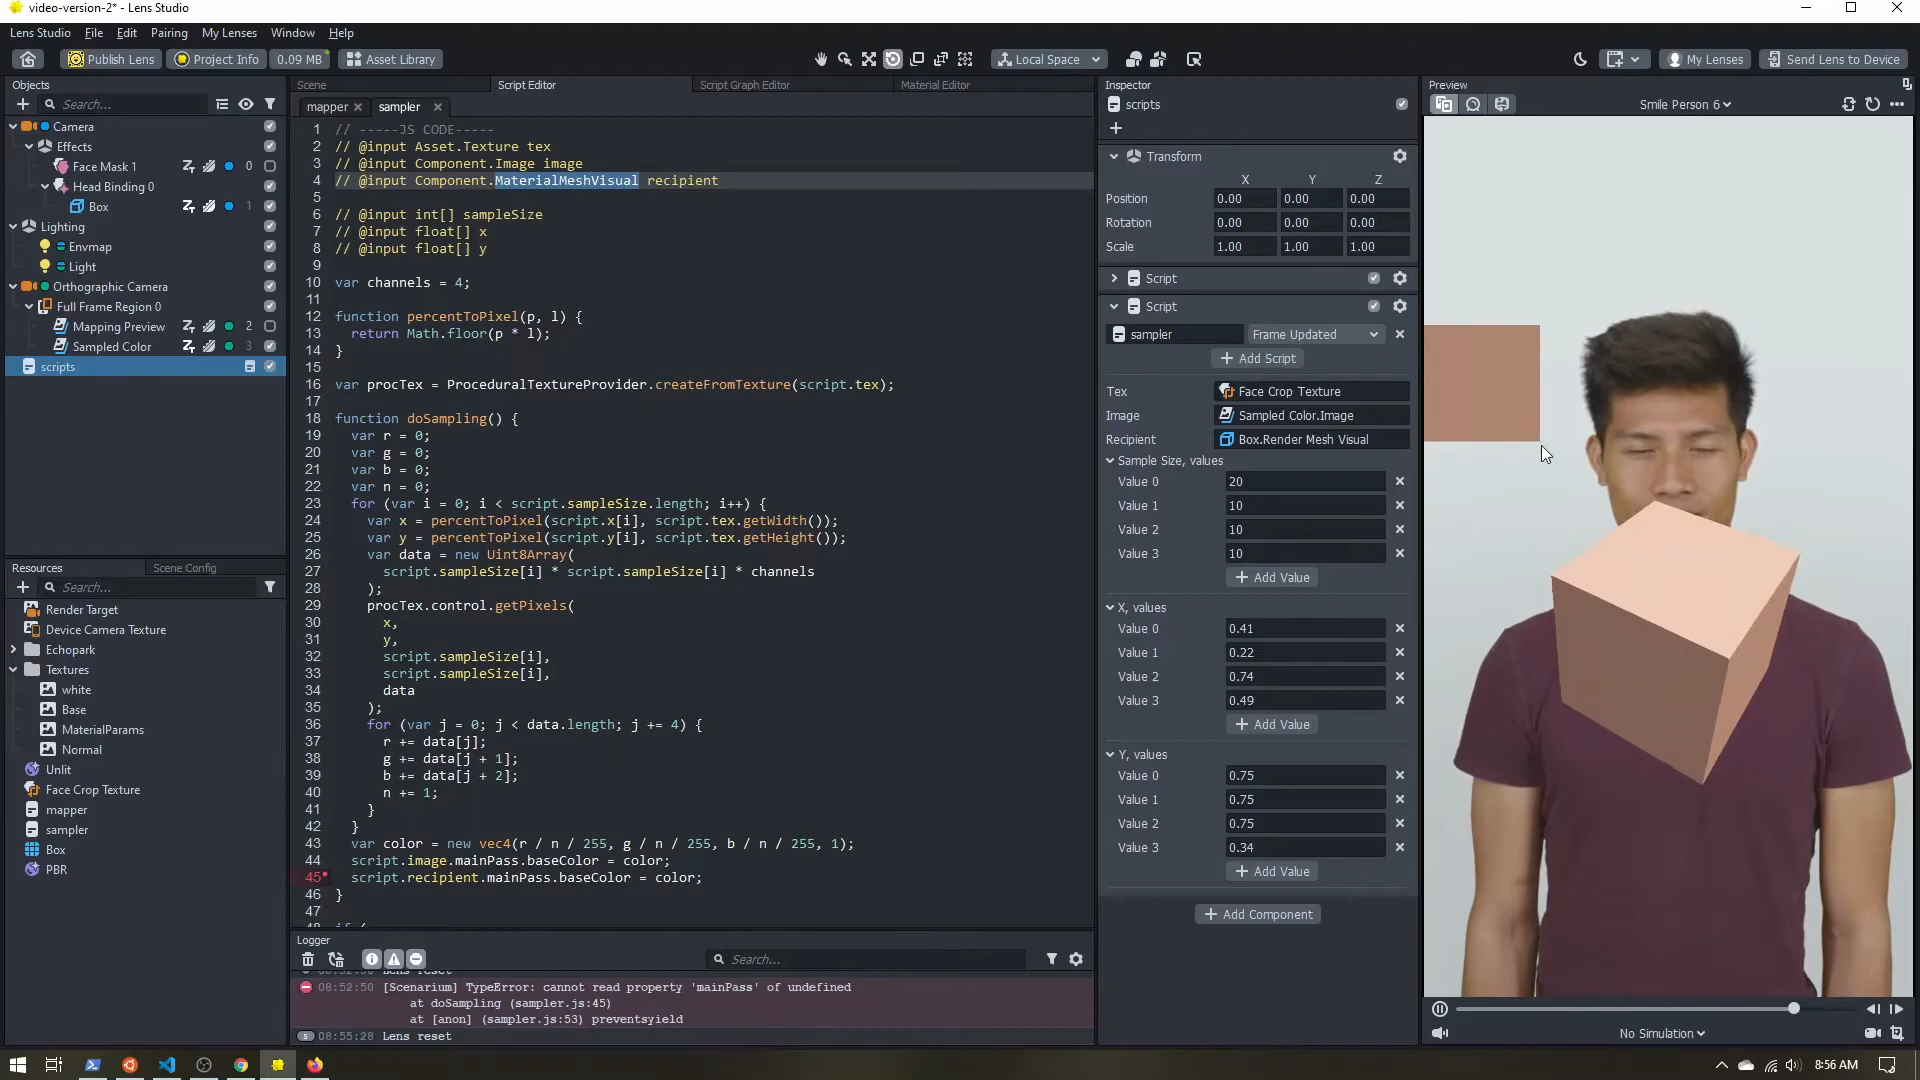 video-version-2* - Lens Studio
Lens Studio File Edit Pairing My Lenses Window Help
Publish Lens Project Info 0.09 MB Asset Library Local Space My Lenses Send Lens to Device
Objects
Search...
Camera
Effects
Face Mask 1 0
Head Binding 0
Box 1
Lighting
Envmap
Light
Orthographic Camera
Full Frame Region 0
Mapping Preview 2
Sampled Color 3
scripts
Resources Scene Config
Search...
Render Target
Device Camera Texture
Echopark
Textures
white
Base
MaterialParams
Normal
Unlit
Face Crop Texture
mapper
sampler
Box
PBR
Scene Script Editor Script Graph Editor Material Editor
mapper sampler
1 // -----JS CODE-----
2 // @input Asset.Texture tex
3 // @input Component.Image image
4 // @input Component.MaterialMeshVisual recipient
5
6 // @input int[] sampleSize
7 // @input float[] x
8 // @input float[] y
9
10 var channels = 4;
11
12 function percentToPixel(p, l) {
13 return Math.floor(p * l);
14 }
15
16 var procTex = ProceduralTextureProvider.createFromTexture(script.tex);
17
18 function doSampling() {
19 var r = 0;
20 var g = 0;
21 var b = 0;
22 var n = 0;
23 for (var i = 0; i < script.sampleSize.length; i++) {
24 var x = percentToPixel(script.x[i], script.tex.getWidth());
25 var y = percentToPixel(script.y[i], script.tex.getHeight());
26 var data = new Uint8Array(
27 script.sampleSize[i] * script.sampleSize[i] * channels
28 );
29 procTex.control.getPixels(
30 x,
31 y,
32 script.sampleSize[i],
33 script.sampleSize[i],
34 data
35 );
36 for (var j = 0; j < data.length; j += 4) {
37 r += data[j];
38 g += data[j + 1];
39 b += data[j + 2];
40 n += 1;
41 }
42 }
43 var color = new vec4(r / n / 255, g / n / 255, b / n / 255, 1);
44 script.image.mainPass.baseColor = color;
45 script.recipient.mainPass.baseColor = color;
46 }
47
Logger
Search...
08:52:50 [Scenarium] TypeError: cannot read property 'mainPass' of undefined
at doSampling (sampler.js:45)
at [anon] (sampler.js:53) preventsyield
5 08:55:28 Lens reset
Inspector
scripts
Transform
X Y Z
Position 0.00 0.00 0.00
Rotation 0.00 0.00 0.00
Scale 1.00 1.00 1.00
Script
Script
sampler Frame Updated
Add Script
Tex Face Crop Texture
Image Sampled Color.Image
Recipient Box.Render Mesh Visual
Sample Size, values
Value 0 20
Value 1 10
Value 2 10
Value 3 10
Add Value
X, values
Value 0 0.41
Value 1 0.22
Value 2 0.74
Value 3 0.49
Add Value
Y, values
Value 0 0.75
Value 1 0.75
Value 2 0.75
Value 3 0.34
Add Value
Add Component
Preview
Smile Person 6
No Simulation
8:56 AM